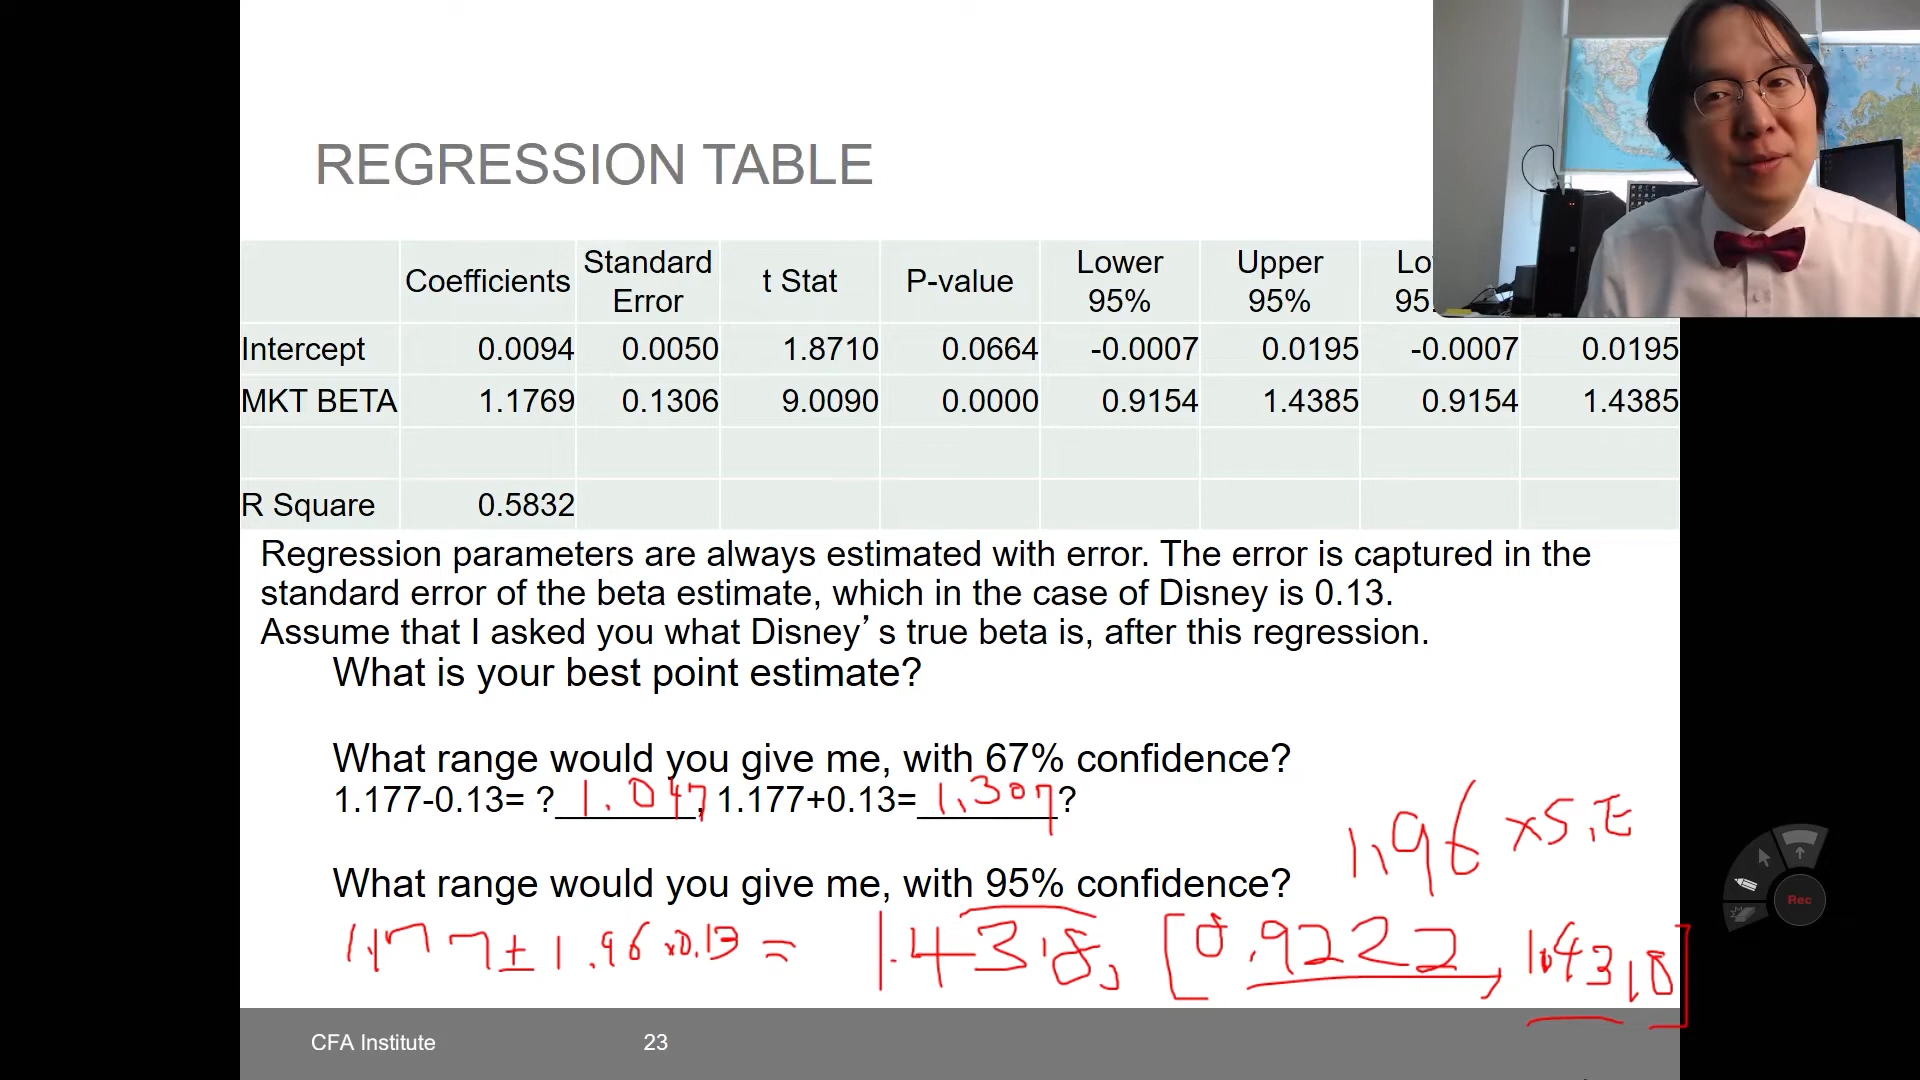 REGRESSION TABLE
Coefficients Standard Error t Stat P-value Lower 95% Upper 95% Lo 95.
Intercept 0.0094 0.0050 1.8710 0.0664 -0.0007 0.0195 -0.0007 0.0195
MKT BETA 1.1769 0.1306 9.0090 0.0000 0.9154 1.4385 0.9154 1.4385
R Square 0.5832
Regression parameters are always estimated with error. The error is captured in the
standard error of the beta estimate, which in the case of Disney is 0.13.
Assume that I asked you what Disney’s true beta is, after this regression.
What is your best point estimate?
What range would you give me, with 67% confidence?
1.177-0.13= ? 1.047, 1.177+0.13= 1.307?
1.96 x S.E
What range would you give me, with 95% confidence?
1.177 ± 1.96 x0.13 = 1.4318, [0.9222, 1.4318]
CFA Institute 23
Rec